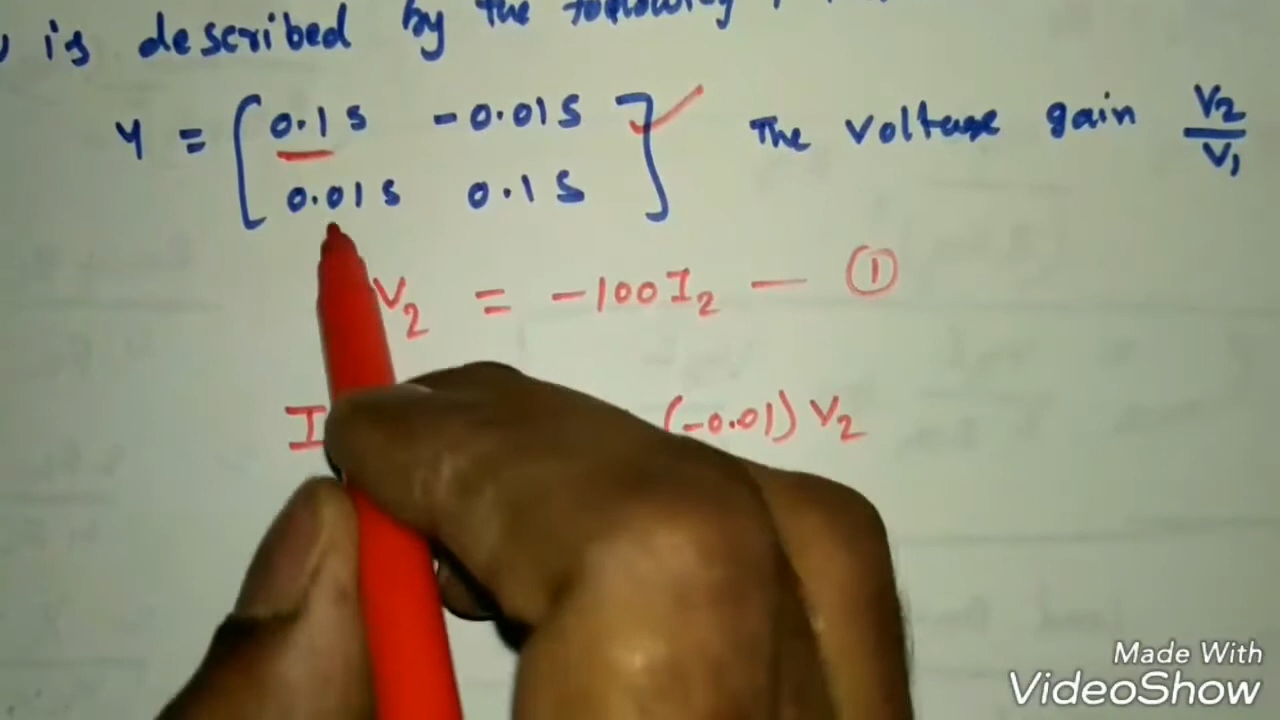 is described by the following
Y = [ 0.1 S -0.01 S
0.01 S 0.1 S ] The voltage gain V2/V1
V2 = -100 I2 — ①
I (-0.01) V2
Made With
VideoShow